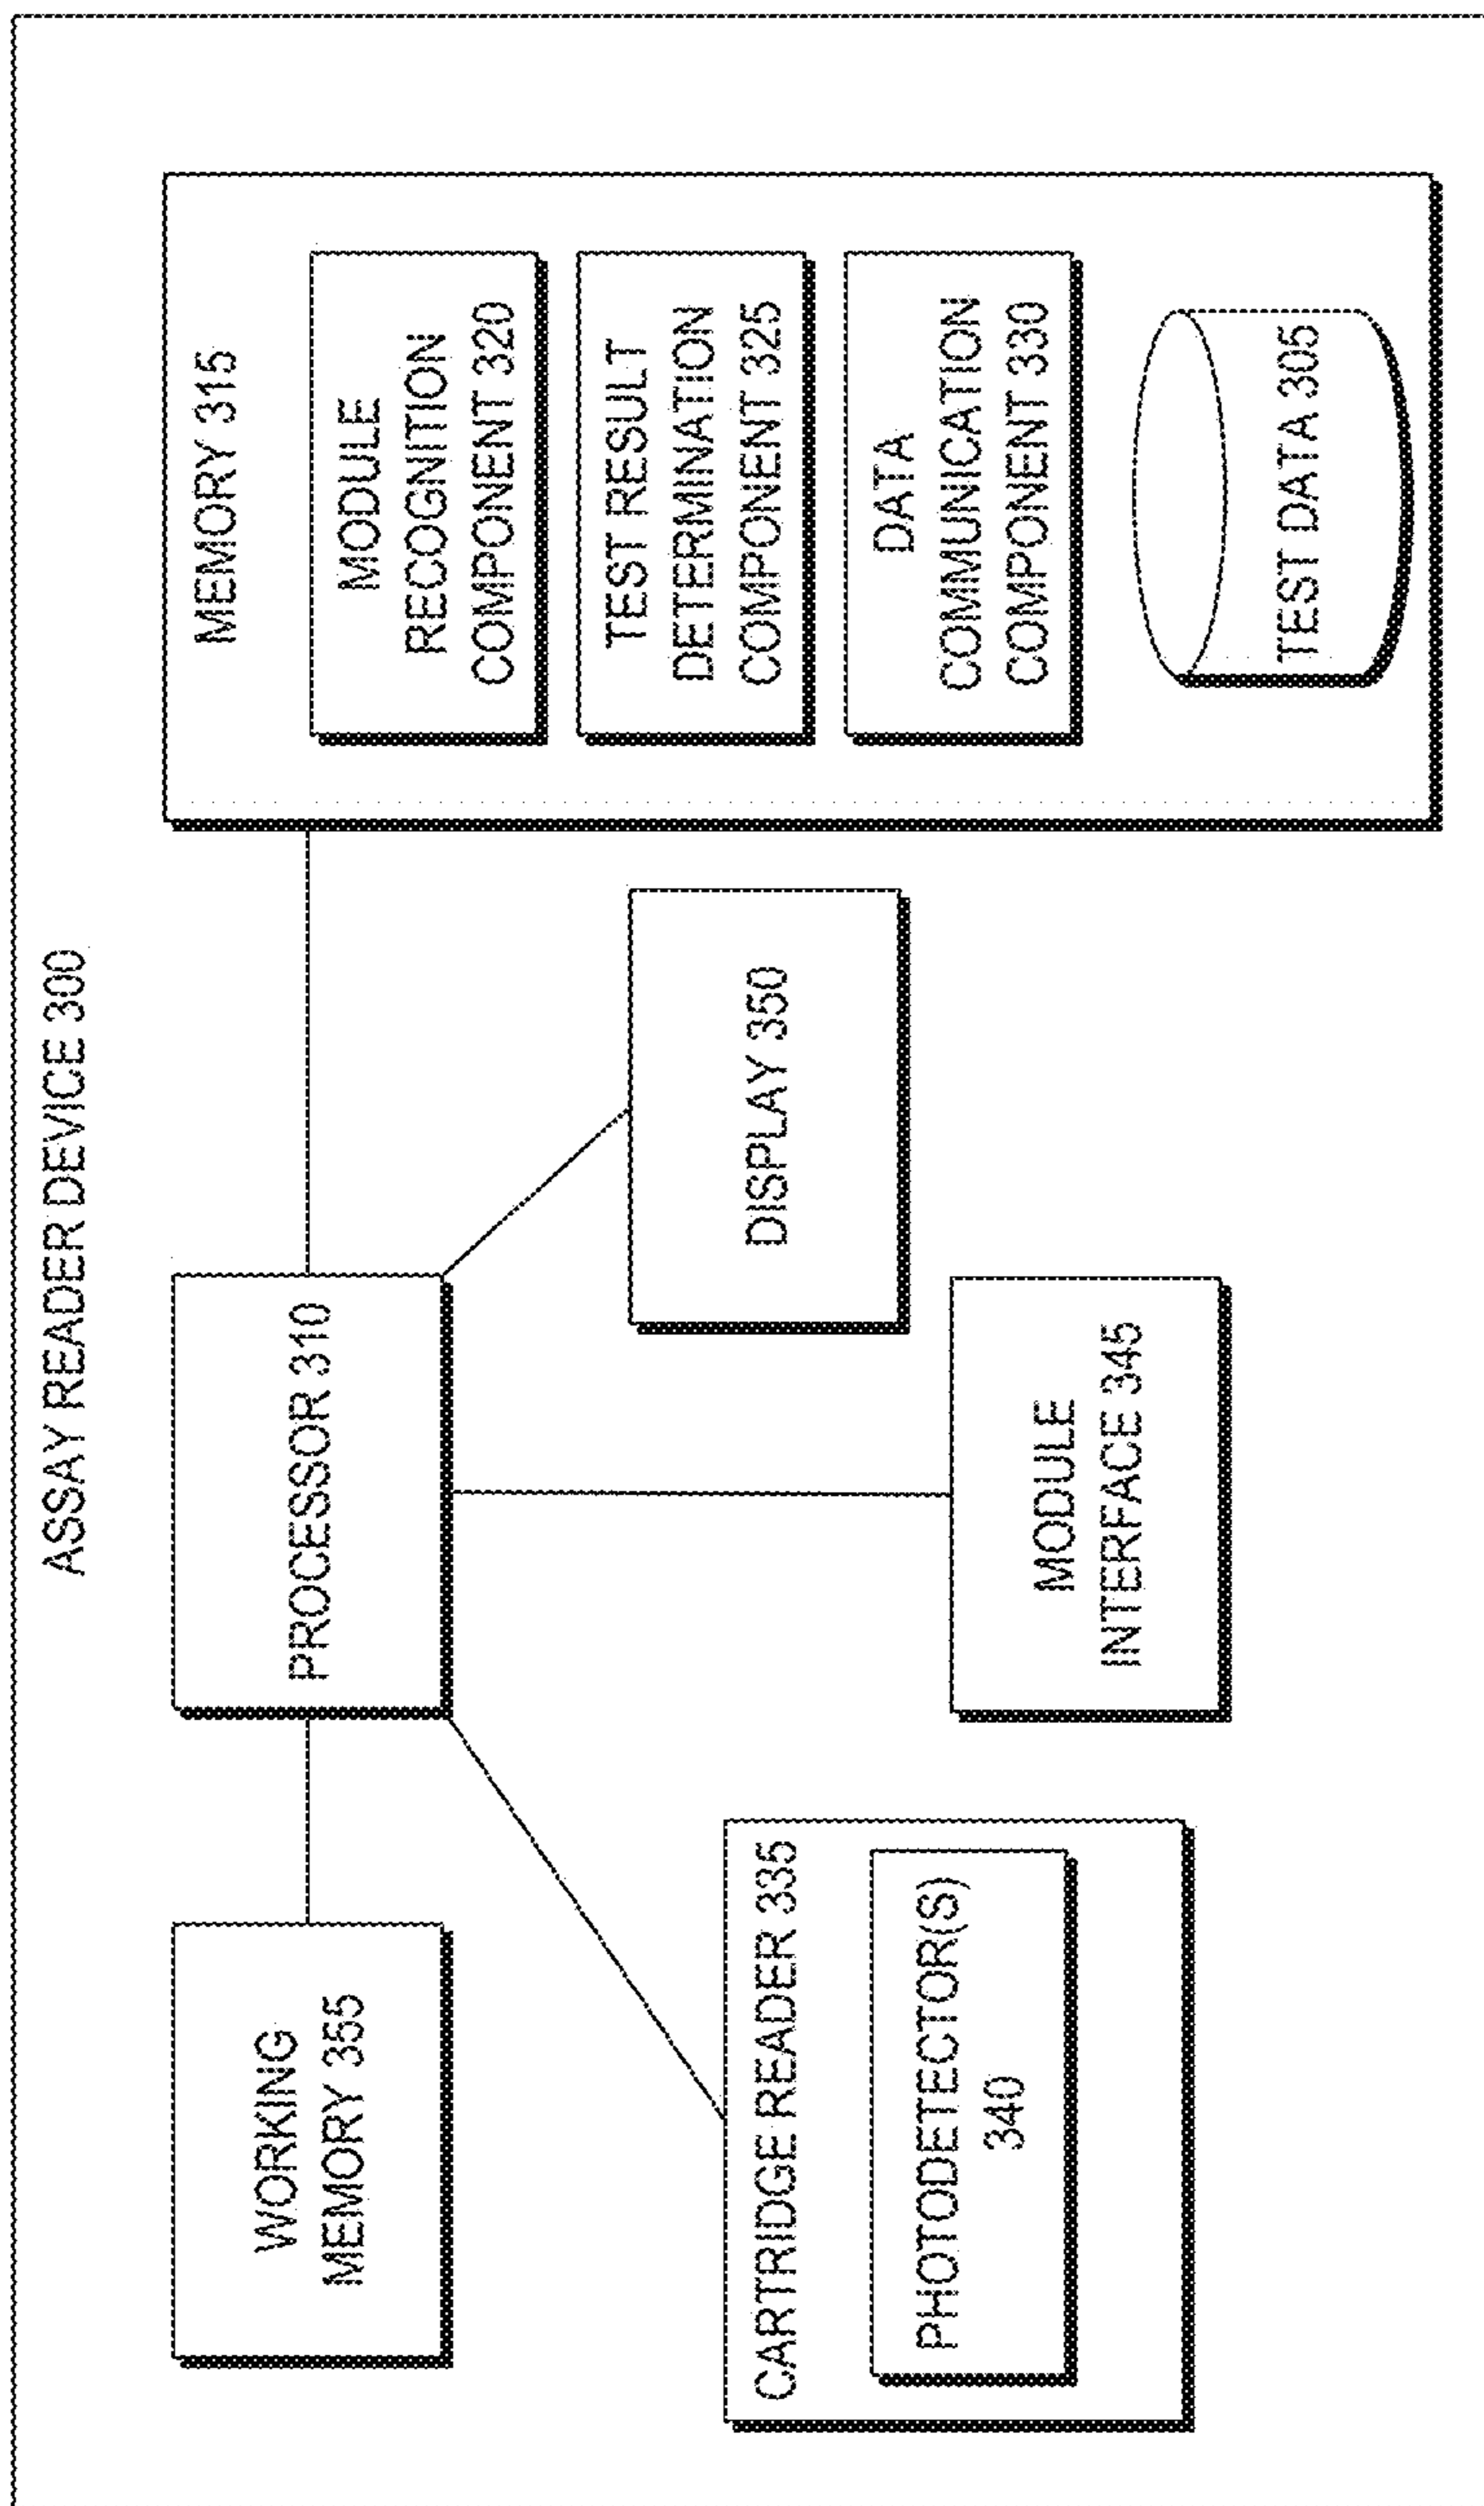 ASSAY READER DEVICE 300
WORKING
MEMORY 355
PROCESSOR 310
MEMORY 315
MODULE
RECOGNITION
COMPONENT 320
TEST RESULT
DETERMINATION
COMPONENT 325
DATA
COMMUNICATION
COMPONENT 330
TEST DATA 305
DISPLAY 350
CARTRIDGE READER 335
PHOTODETECTOR(S)
340
MODULE
INTERFACE 345